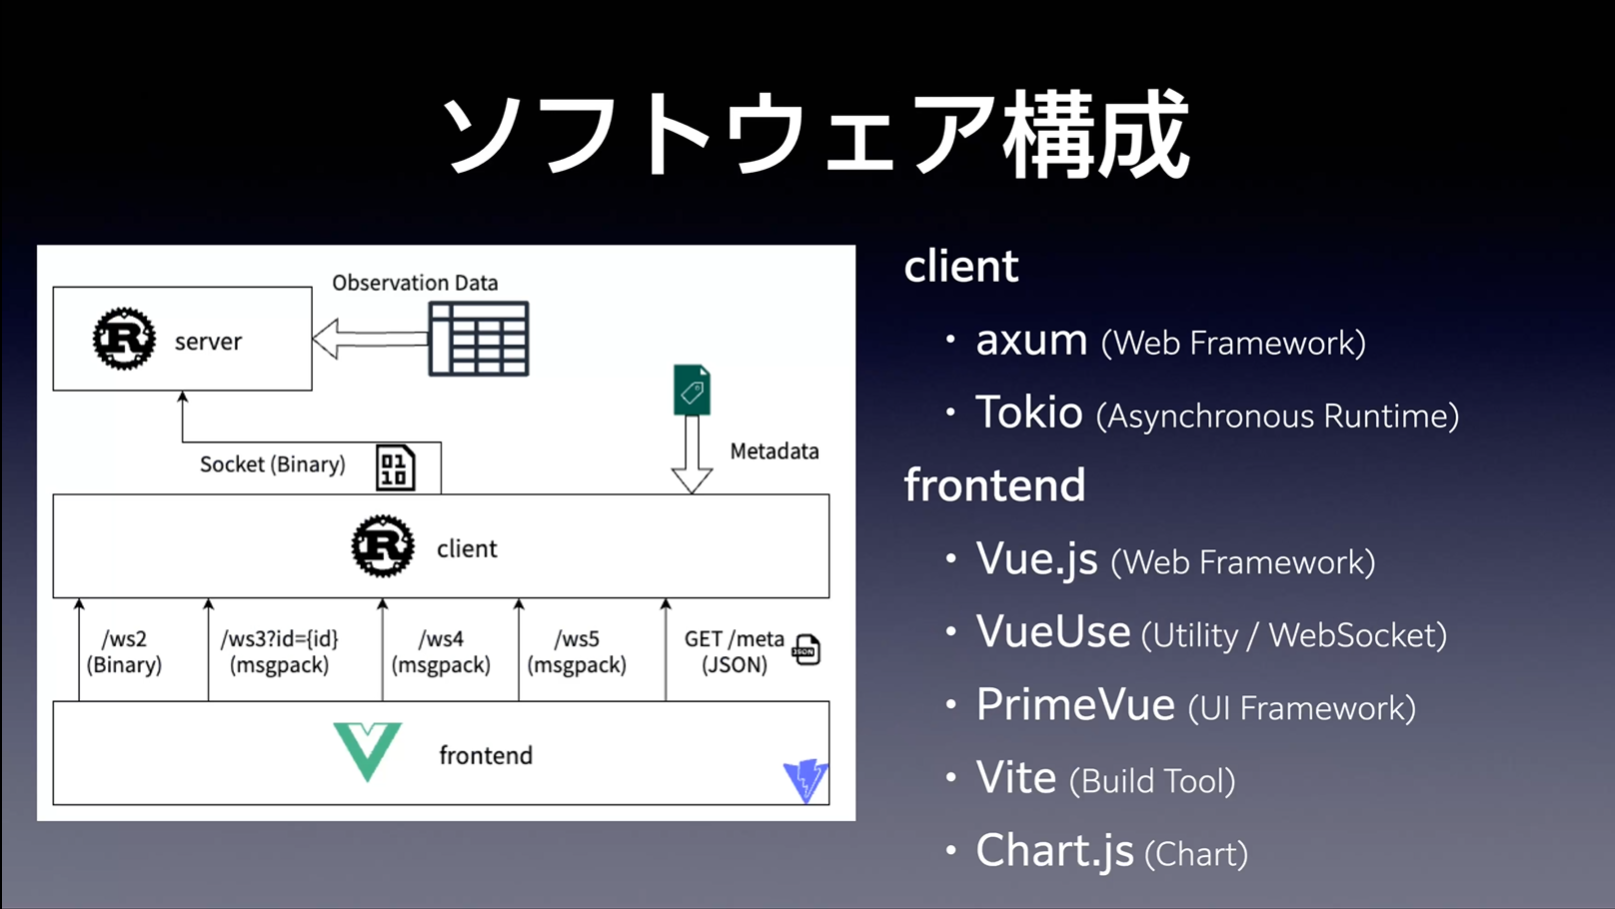 ソフトウェア構成
Observation Data
server
Socket (Binary)
0110
Metadata
client
/ws2
(Binary)
/ws3?id={id}
(msgpack)
/ws4
(msgpack)
/ws5
(msgpack)
GET /meta
(JSON)
JSON
frontend
client
・axum (Web Framework)
・Tokio (Asynchronous Runtime)
frontend
・Vue.js (Web Framework)
・VueUse (Utility / WebSocket)
・PrimeVue (UI Framework)
・Vite (Build Tool)
・Chart.js (Chart)